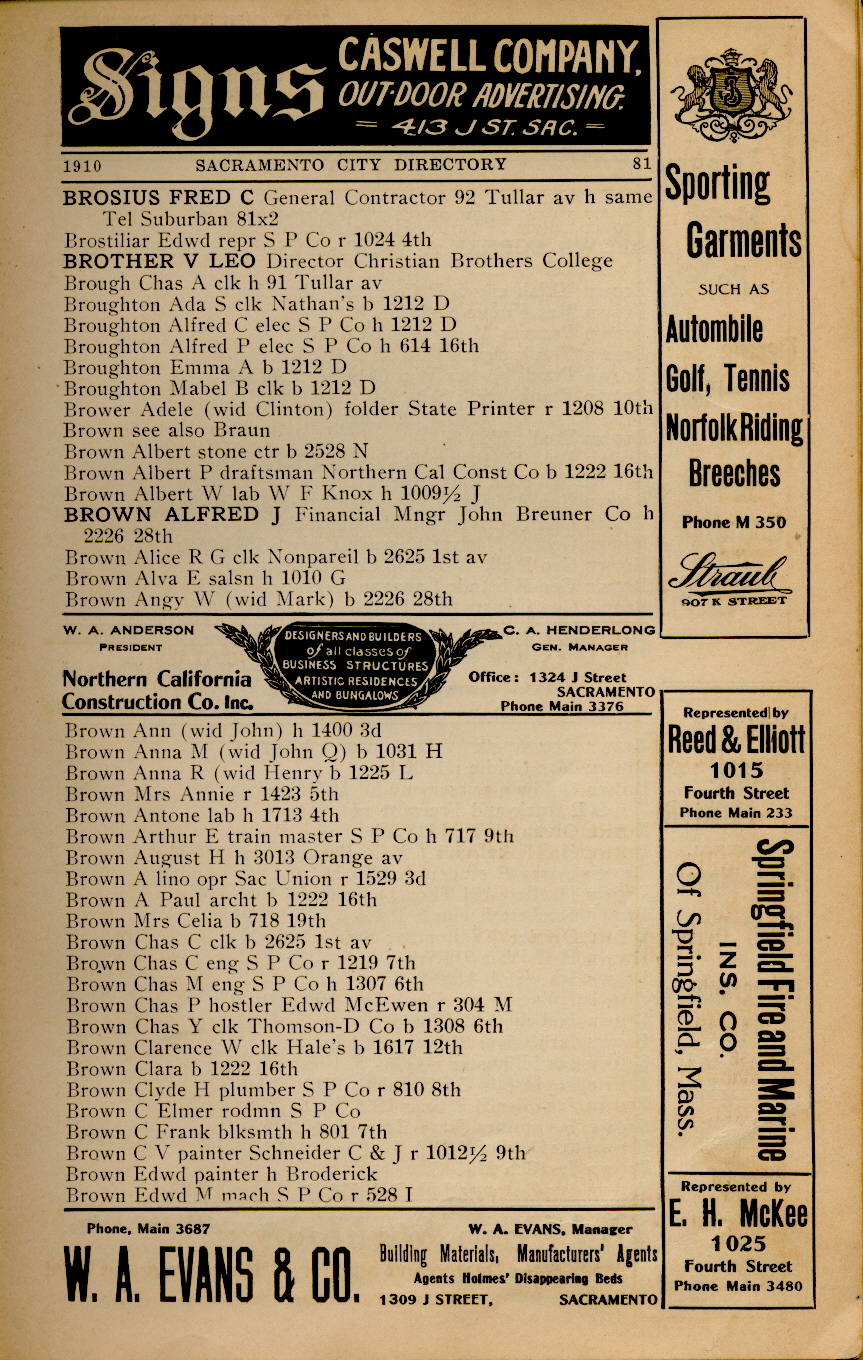 Signs
CASWELL COMPANY,
OUT-DOOR ADVERTISING.
= 413 J ST. SAC. =
1910 SACRAMENTO CITY DIRECTORY 81
BROSIUS FRED C General Contractor 92 Tullar av h same
Tel Suburban 81x2
Brostiliar Edwd repr S P Co r 1024 4th
BROTHER V LEO Director Christian Brothers College
Brough Chas A clk h 91 Tullar av
Broughton Ada S clk Nathan's b 1212 D
Broughton Alfred C elec S P Co h 1212 D
Broughton Alfred P elec S P Co h 614 16th
Broughton Emma A b 1212 D
Broughton Mabel B clk b 1212 D
Brower Adele (wid Clinton) folder State Printer r 1208 10th
Brown see also Braun
Brown Albert stone ctr b 2528 N
Brown Albert P draftsman Northern Cal Const Co b 1222 16th
Brown Albert W lab W F Knox h 1009½ J
BROWN ALFRED J Financial Mngr John Breuner Co h
2226 28th
Brown Alice R G clk Nonpareil b 2625 1st av
Brown Alva E salsn h 1010 G
Brown Angy W (wid Mark) b 2226 28th
W. A. ANDERSON
PRESIDENT
Northern California
Construction Co. Inc.
DESIGNERS AND BUILDERS
of all classes of
BUSINESS STRUCTURES
ARTISTIC RESIDENCES
AND BUNGALOWS
C. A. HENDERLONG
GEN. MANAGER
Office: 1324 J Street
SACRAMENTO
Phone Main 3376
Brown Ann (wid John) h 1400 3d
Brown Anna M (wid John Q) b 1031 H
Brown Anna R (wid Henry b 1225 L
Brown Mrs Annie r 1423 5th
Brown Antone lab h 1713 4th
Brown Arthur E train master S P Co h 717 9th
Brown August H h 3013 Orange av
Brown A lino opr Sac Union r 1529 3d
Brown A Paul archt b 1222 16th
Brown Mrs Celia b 718 19th
Brown Chas C clk b 2625 1st av
Brown Chas C eng S P Co r 1219 7th
Brown Chas M eng S P Co h 1307 6th
Brown Chas P hostler Edwd McEwen r 304 M
Brown Chas Y clk Thomson-D Co b 1308 6th
Brown Clarence W clk Hale's b 1617 12th
Brown Clara b 1222 16th
Brown Clyde H plumber S P Co r 810 8th
Brown C Elmer rodmn S P Co
Brown C Frank blksmth h 801 7th
Brown C V painter Schneider C & J r 1012½ 9th
Brown Edwd painter h Broderick
Brown Edwd M mach S P Co r 528 I
Phone, Main 3687
W. A. EVANS & CO.
W. A. EVANS, Manager
Building Materials, Manufacturers' Agents
Agents Holmes' Disappearing Beds
1309 J STREET, SACRAMENTO
Sporting
Garments
SUCH AS
Autombile
Golf, Tennis
Norfolk Riding
Breeches
Phone M 350
Straub
907 K STREET
Represented by
Reed & Elliott
1015
Fourth Street
Phone Main 233
Springfield Fire and Marine
INS. CO.
Of Springfield, Mass.
Represented by
E. H. McKee
1025
Fourth Street
Phone Main 3480